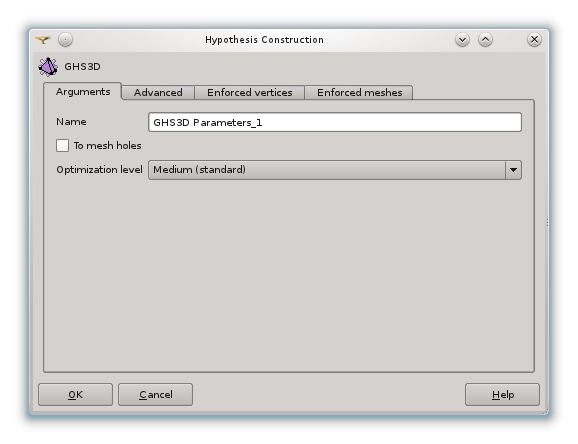 Hypothesis Construction
GHS3D
Arguments Advanced Enforced vertices Enforced meshes
Name GHS3D Parameters_1
To mesh holes
Optimization level Medium (standard)
OK Cancel Help